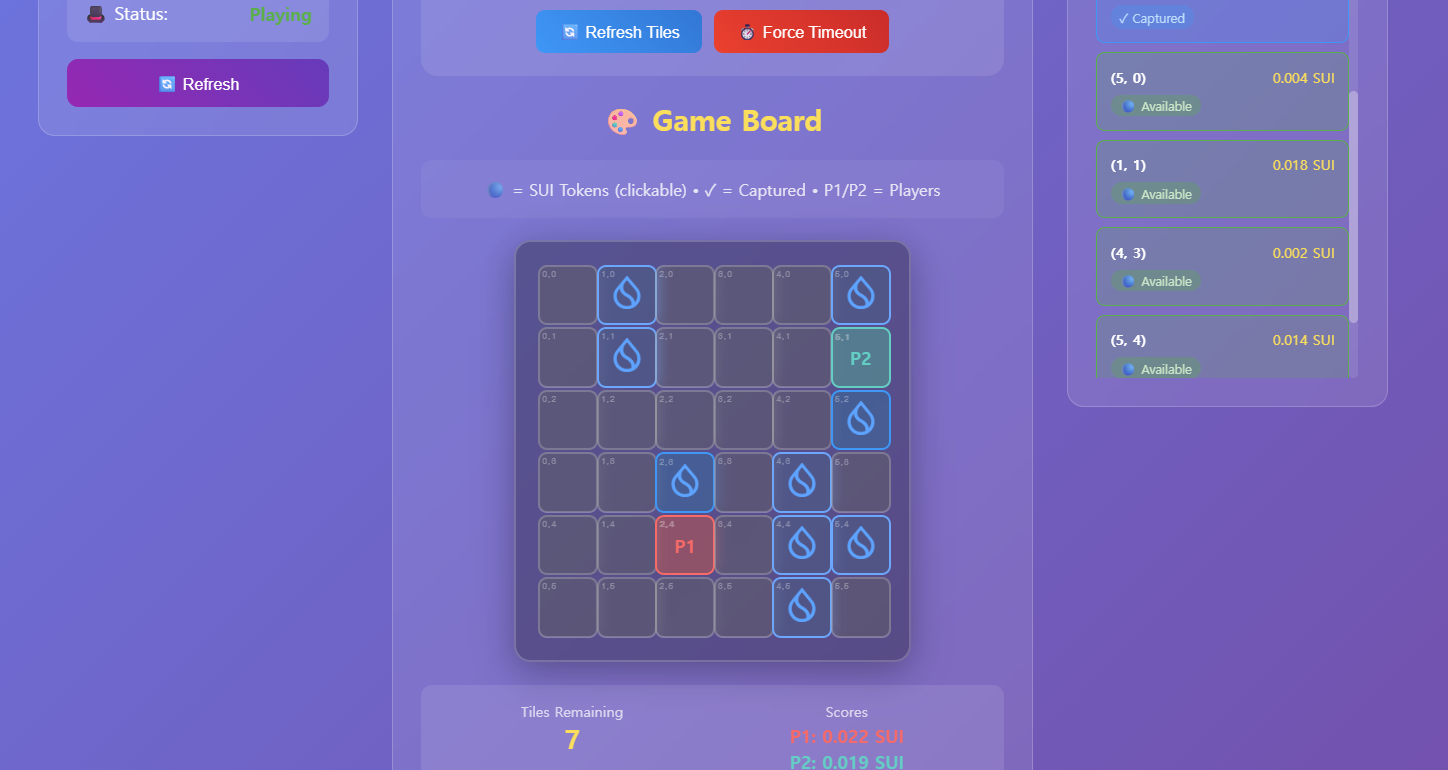 Status: Playing
Refresh
Refresh Tiles Force Timeout
Game Board
= SUI Tokens (clickable) • ✓ = Captured • P1/P2 = Players
0,0 1,0 2,0 3,0 4,0 5,0
0,1 1,1 2,1 3,1 4,1 5,1
P2
0,2 1,2 2,2 3,2 4,2 5,2
0,3 1,3 2,3 3,3 4,3 5,3
0,4 1,4 2,4 3,4 4,4 5,4
P1
0,5 1,5 2,5 3,5 4,5 5,5
Tiles Remaining
7
Scores
P1: 0.022 SUI
P2: 0.019 SUI
✓ Captured
(5, 0) 0.004 SUI
Available
(1, 1) 0.018 SUI
Available
(4, 3) 0.002 SUI
Available
(5, 4) 0.014 SUI
Available